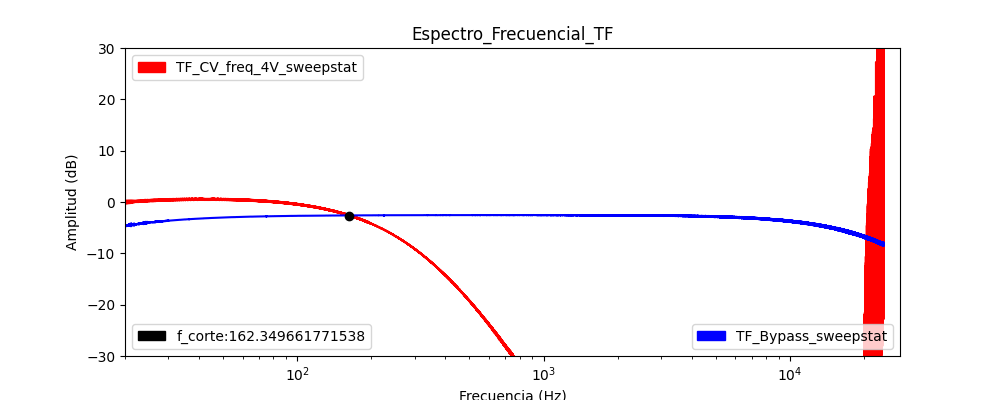 Espectro_Frecuencial_TF
Amplitud (dB)
30
20
10
0
−10
−20
−30
TF_CV_freq_4V_sweepstat
f_corte:162.349661771538
TF_Bypass_sweepstat
10²
10³
10⁴
Frecuencia (Hz)